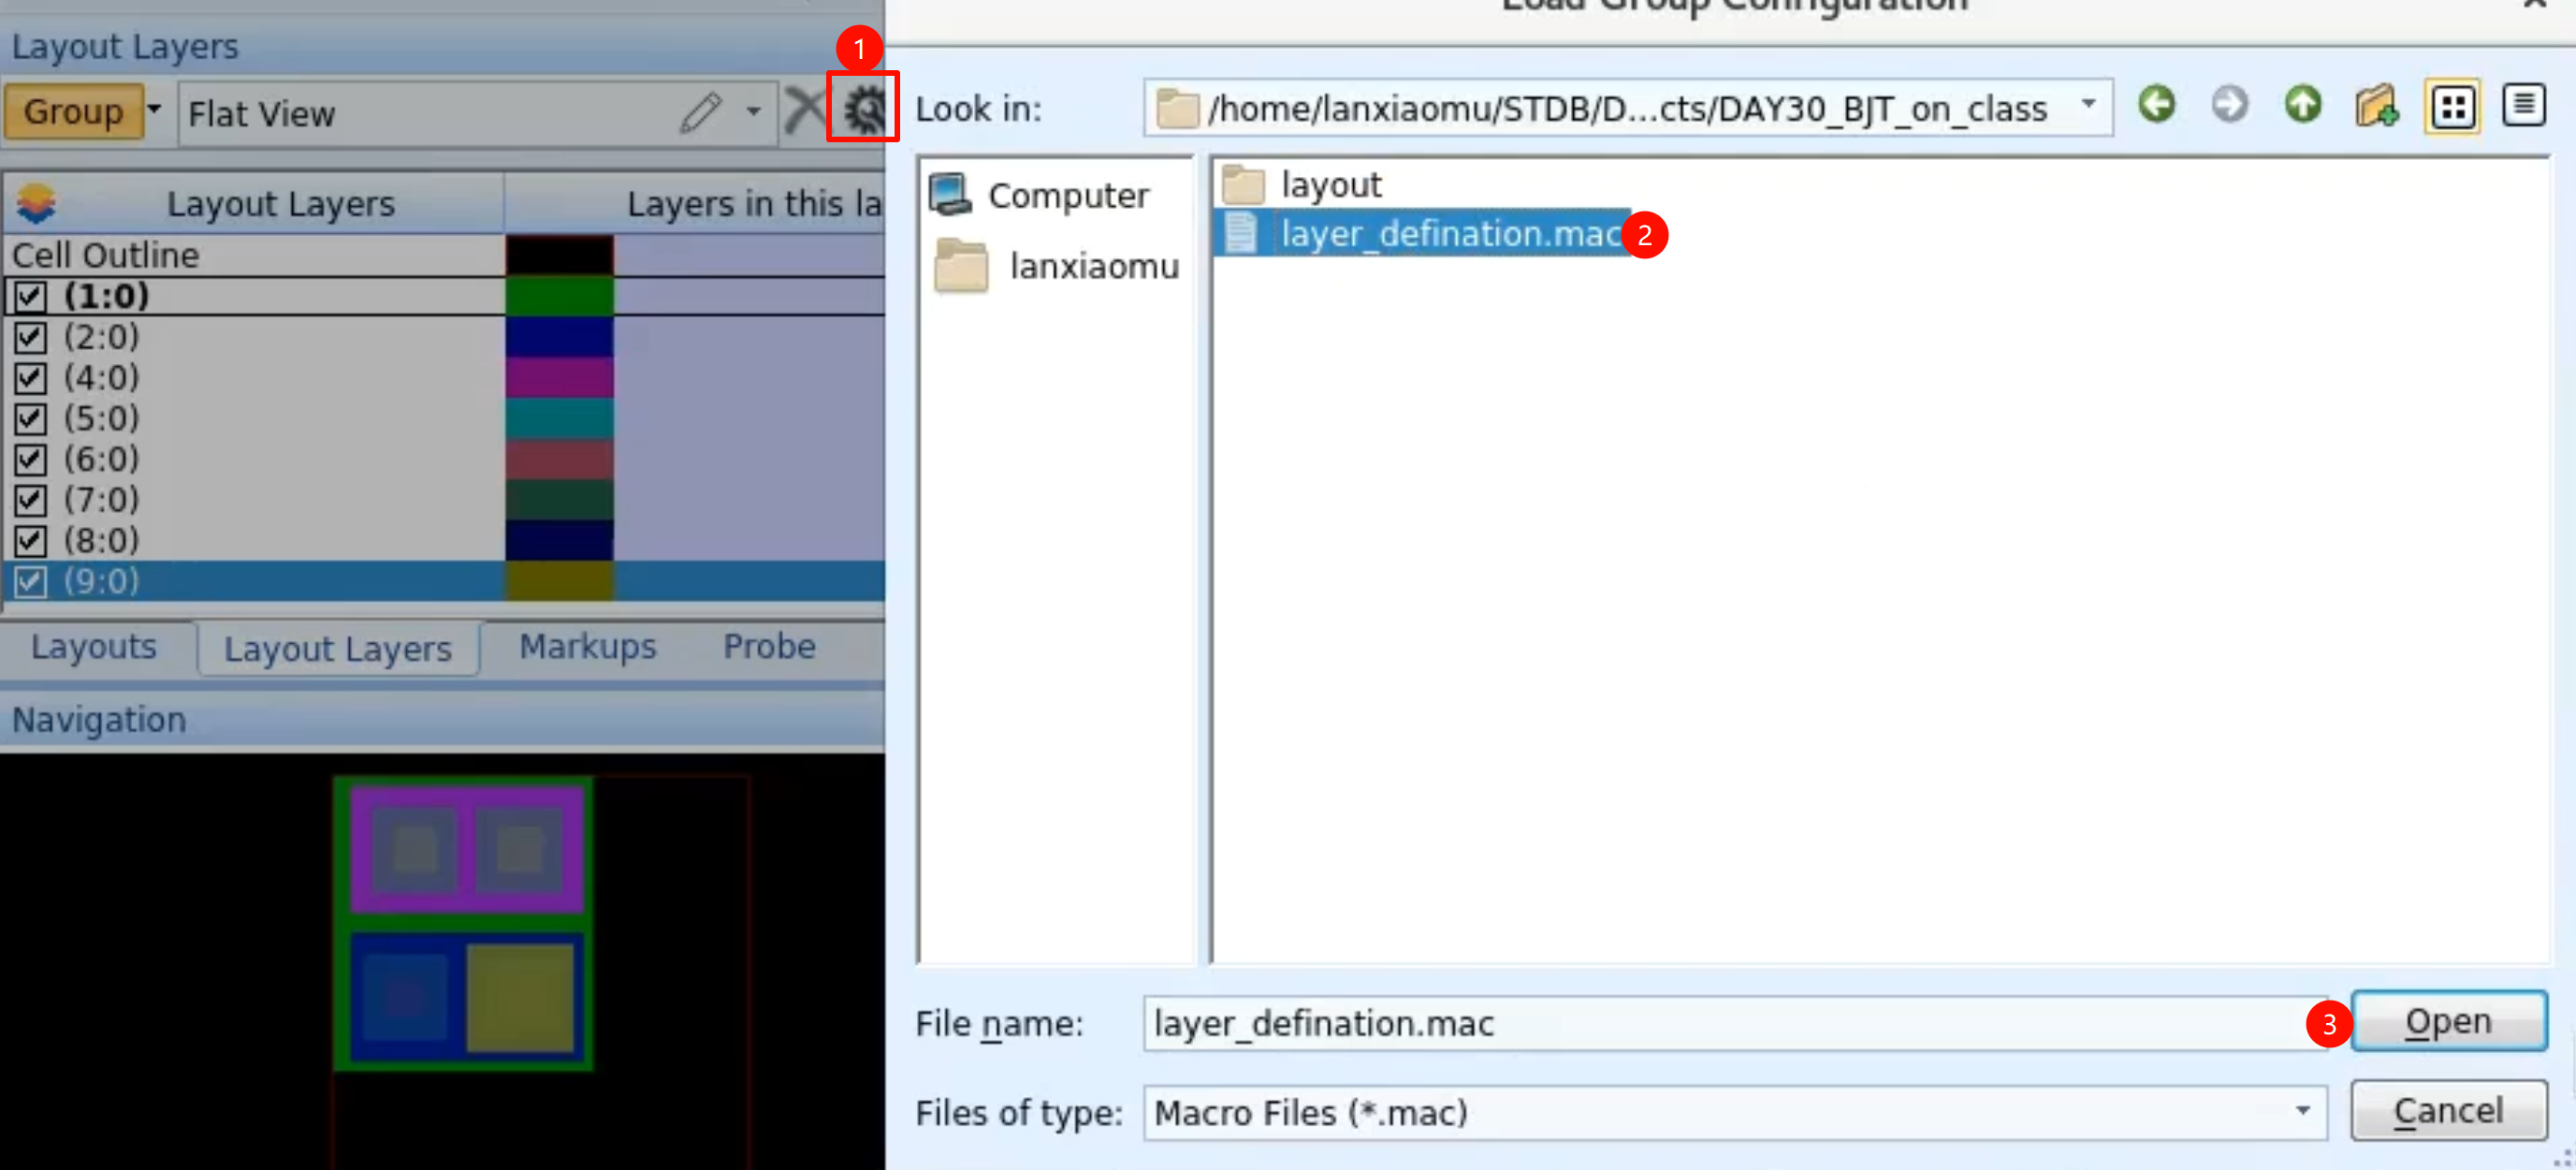 Load Group Configuration
Layout Layers
1
Group
Flat View
Look in:
/home/lanxiaomu/STDB/D...cts/DAY30_BJT_on_class
Layout Layers
Layers in this la
Cell Outline
(1:0)
(2:0)
(4:0)
(5:0)
(6:0)
(7:0)
(8:0)
(9:0)
Computer
lanxiaomu
layout
layer_defination.mac
2
Layouts
Layout Layers
Markups
Probe
Navigation
File name:
layer_defination.mac
3
Open
Files of type:
Macro Files (*.mac)
Cancel